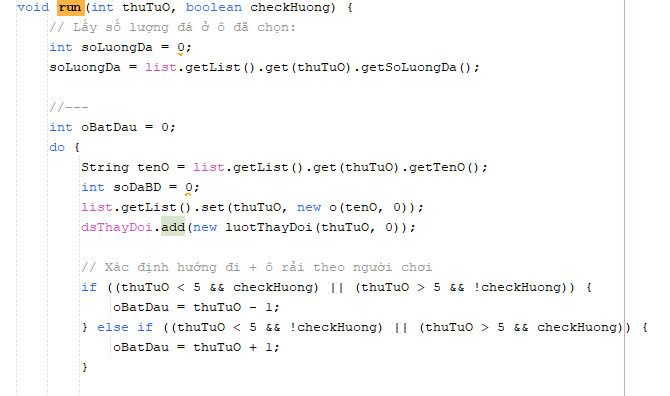 void run(int thuTuO, boolean checkHuong) {
// Lấy số lượng đá ở ô đã chọn:
int soLuongDa = 0;
soLuongDa = list.getList().get(thuTuO).getSoLuongDa();
//---
int oBatDau = 0;
do {
String tenO = list.getList().get(thuTuO).getTenO();
int soDaBD = 0;
list.getList().set(thuTuO, new o(tenO, 0));
dsThayDoi.add(new luotThayDoi(thuTuO, 0));
// Xác định hướng đi + ô rải theo người chơi
if ((thuTuO < 5 && checkHuong) || (thuTuO > 5 && !checkHuong)) {
oBatDau = thuTuO - 1;
} else if ((thuTuO < 5 && !checkHuong) || (thuTuO > 5 && checkHuong)) {
oBatDau = thuTuO + 1;
}